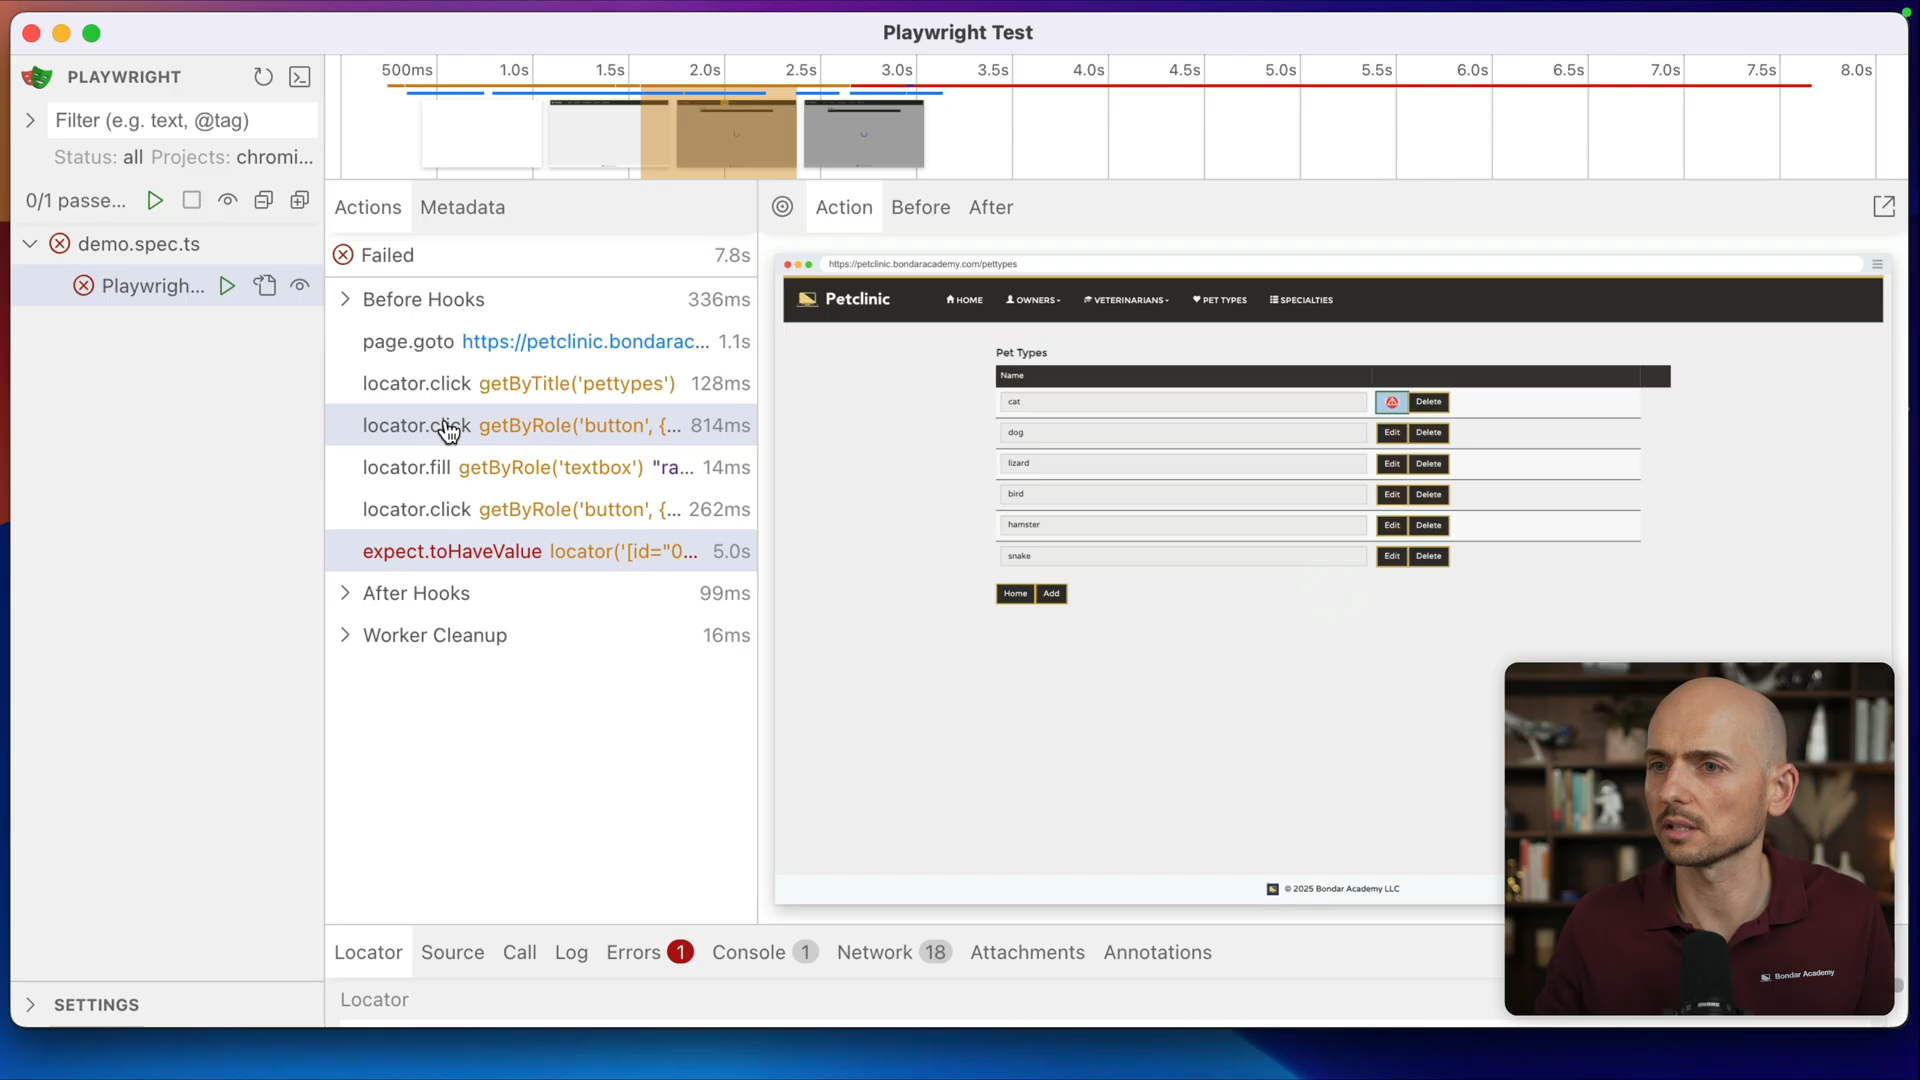 Playwright Test
PLAYWRIGHT
Filter (e.g. text, @tag)
Status: all Projects: chromi...
0/1 passe...
demo.spec.ts
Playwrigh...
SETTINGS
500ms 1.0s 1.5s 2.0s 2.5s 3.0s 3.5s 4.0s 4.5s 5.0s 5.5s 6.0s 6.5s 7.0s 7.5s 8.0s
Actions Metadata
Failed 7.8s
Before Hooks 336ms
page.goto https://petclinic.bondarac... 1.1s
locator.click getByTitle('pettypes') 128ms
locator.click getByRole('button', {... 814ms
locator.fill getByRole('textbox') "ra... 14ms
locator.click getByRole('button', {... 262ms
expect.toHaveValue locator('[id="0... 5.0s
After Hooks 99ms
Worker Cleanup 16ms
Action Before After
https://petclinic.bondaracademy.com/pettypes
Petclinic HOME OWNERS VETERINARIANS PET TYPES SPECIALTIES
Pet Types
Name
cat Delete
dog Edit Delete
lizard Edit Delete
bird Edit Delete
hamster Edit Delete
snake Edit Delete
Home Add
© 2025 Bondar Academy LLC
Bondar Academy
Locator Source Call Log Errors 1 Console 1 Network 18 Attachments Annotations
Locator